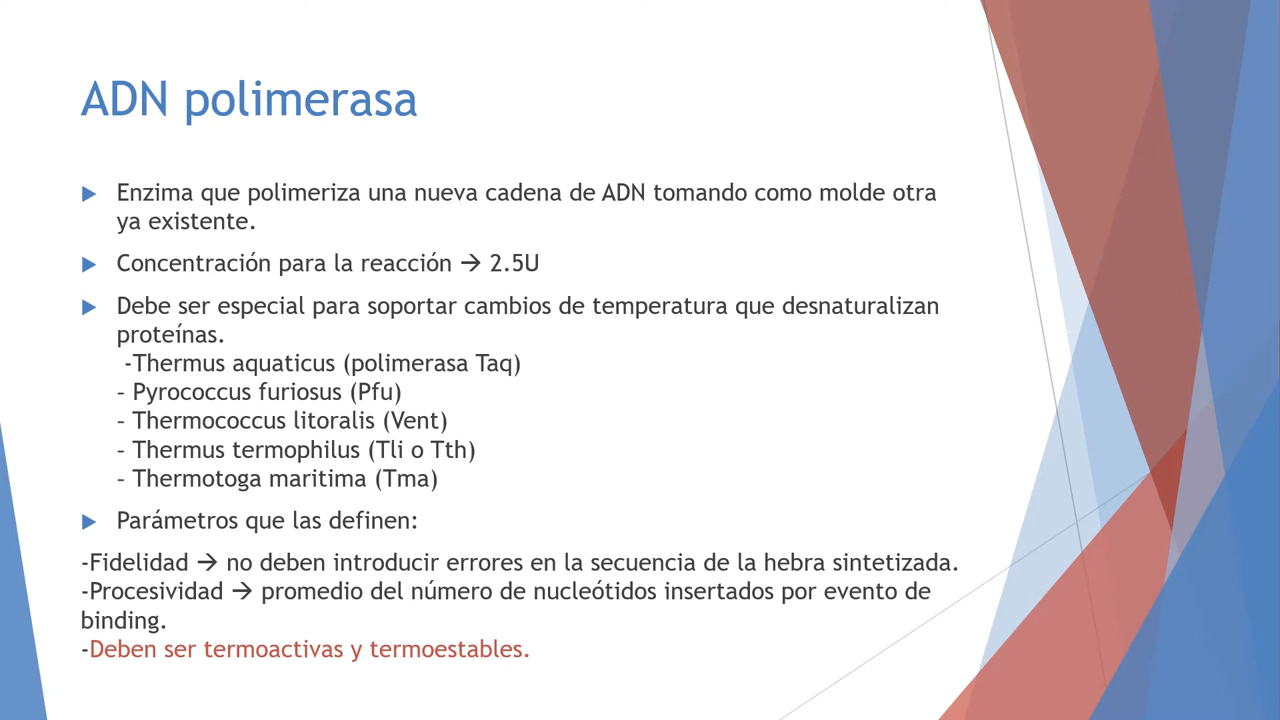 ADN polimerasa
Enzima que polimeriza una nueva cadena de ADN tomando como molde otra
ya existente.
Concentración para la reacción → 2.5U
Debe ser especial para soportar cambios de temperatura que desnaturalizan
proteínas.
-Thermus aquaticus (polimerasa Taq)
– Pyrococcus furiosus (Pfu)
– Thermococcus litoralis (Vent)
– Thermus termophilus (Tli o Tth)
– Thermotoga maritima (Tma)
Parámetros que las definen:
-Fidelidad → no deben introducir errores en la secuencia de la hebra sintetizada.
-Procesividad → promedio del número de nucleótidos insertados por evento de
binding.
-Deben ser termoactivas y termoestables.